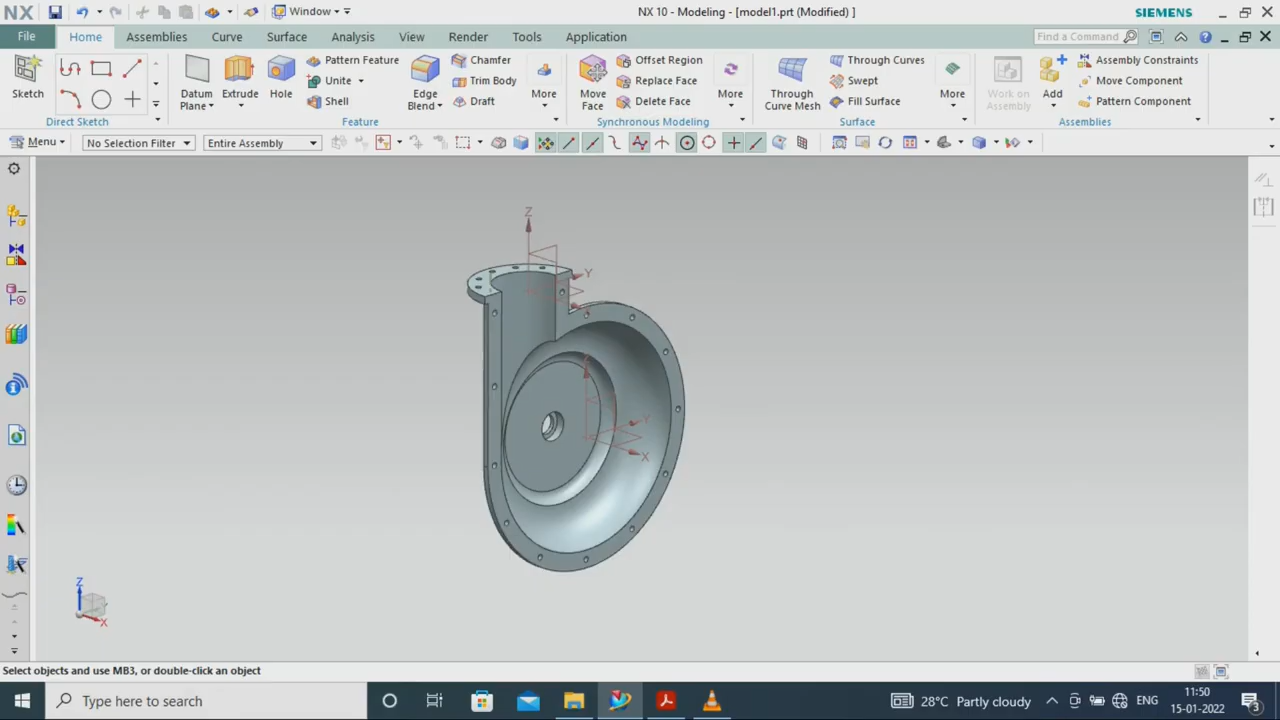 NX
Window
NX 10 - Modeling - [model1.prt (Modified) ]
SIEMENS
File
Home
Assemblies
Curve
Surface
Analysis
View
Render
Tools
Application
Find a Command
Sketch
Direct Sketch
Datum
Plane
Extrude
Hole
Pattern Feature
Unite
Shell
Edge
Blend
Chamfer
Trim Body
Draft
More
Feature
Move
Face
Offset Region
Replace Face
Delete Face
More
Synchronous Modeling
Through
Curve Mesh
Through Curves
Swept
Fill Surface
More
Surface
Work on
Assembly
Add
Assembly Constraints
Move Component
Pattern Component
Assemblies
Menu
No Selection Filter
Entire Assembly
Z
Y
Z
Y
X
Z
X
Select objects and use MB3, or double-click an object
Type here to search
28°C Partly cloudy
ENG
11:50
15-01-2022
3